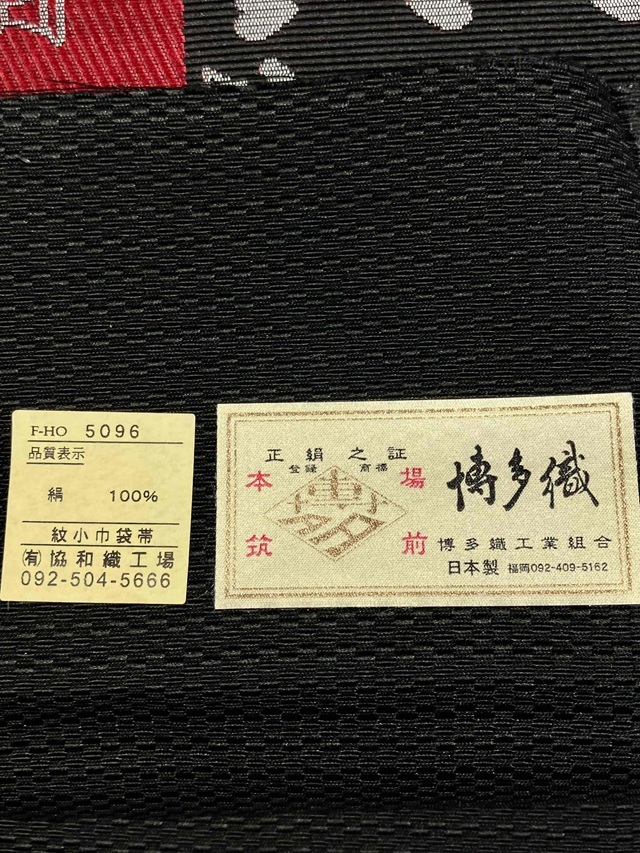 F-HO 5096
品質表示
絹 100%
紋小巾袋帯
㈲協和織工場
092-504-5666
正絹之証
登録 商標
本場
筑前
博多織
博多織工業組合
日本製 福岡092-409-5162